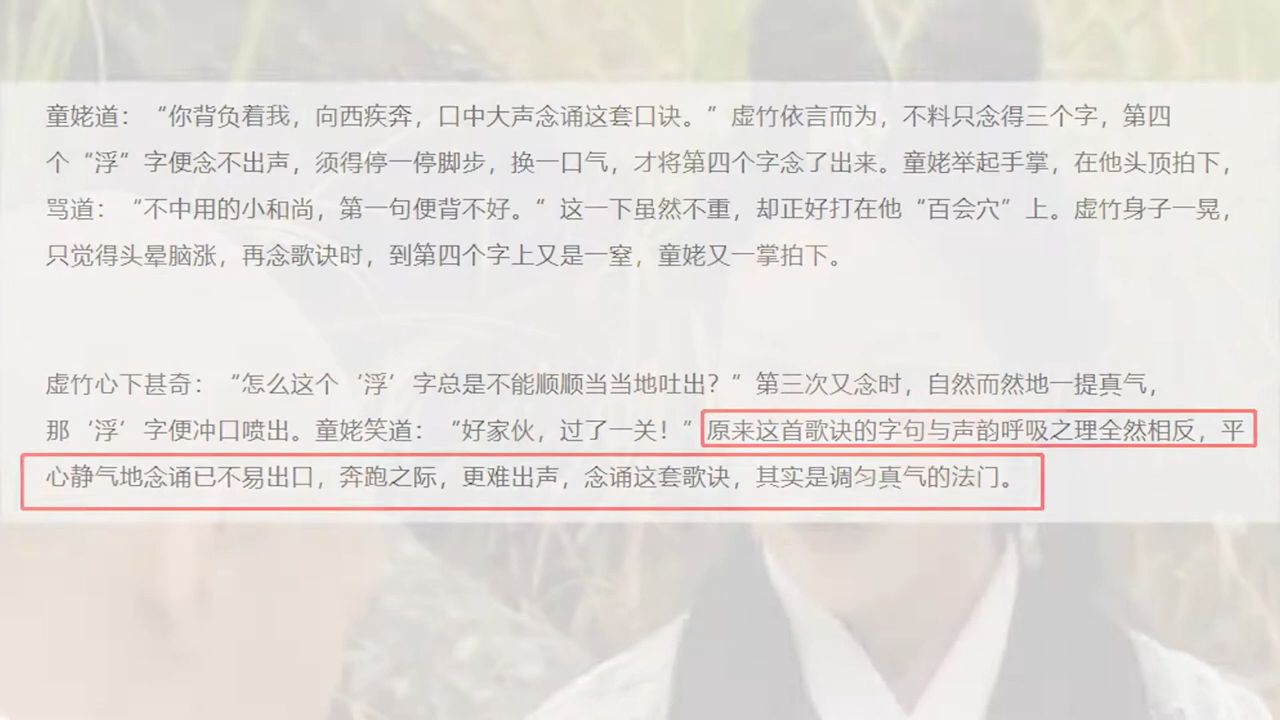 童姥道：“你背负着我，向西疾奔，口中大声念诵这套口诀。”虚竹依言而为，不料只念得三个字，第四
个“浮”字便念不出声，须得停一停脚步，换一口气，才将第四个字念了出来。童姥举起手掌，在他头顶拍下，
骂道：“不中用的小和尚，第一句便背不好。“这一下虽然不重，却正好打在他“百会穴”上。虚竹身子一晃，
只觉得头晕脑涨，再念歌诀时，到第四个字上又是一窒，童姥又一掌拍下。
虚竹心下甚奇：“怎么这个‘浮’字总是不能顺顺当当地吐出？”第三次又念时，自然而然地一提真气，
那‘浮’字便冲口喷出。童姥笑道：“好家伙，过了一关！”原来这首歌诀的字句与声韵呼吸之理全然相反，平
心静气地念诵已不易出口，奔跑之际，更难出声，念诵这套歌诀，其实是调匀真气的法门。